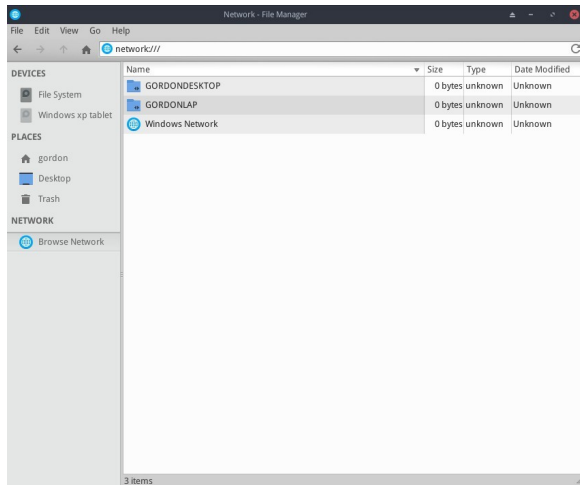 Network - File Manager
File Edit View Go Help
network:///
DEVICES
File System
Windows xp tablet
PLACES
gordon
Desktop
Trash
NETWORK
Browse Network
Name Size Type Date Modified
GORDONDESKTOP 0 bytes unknown Unknown
GORDONLAP 0 bytes unknown Unknown
Windows Network 0 bytes unknown Unknown
3 items